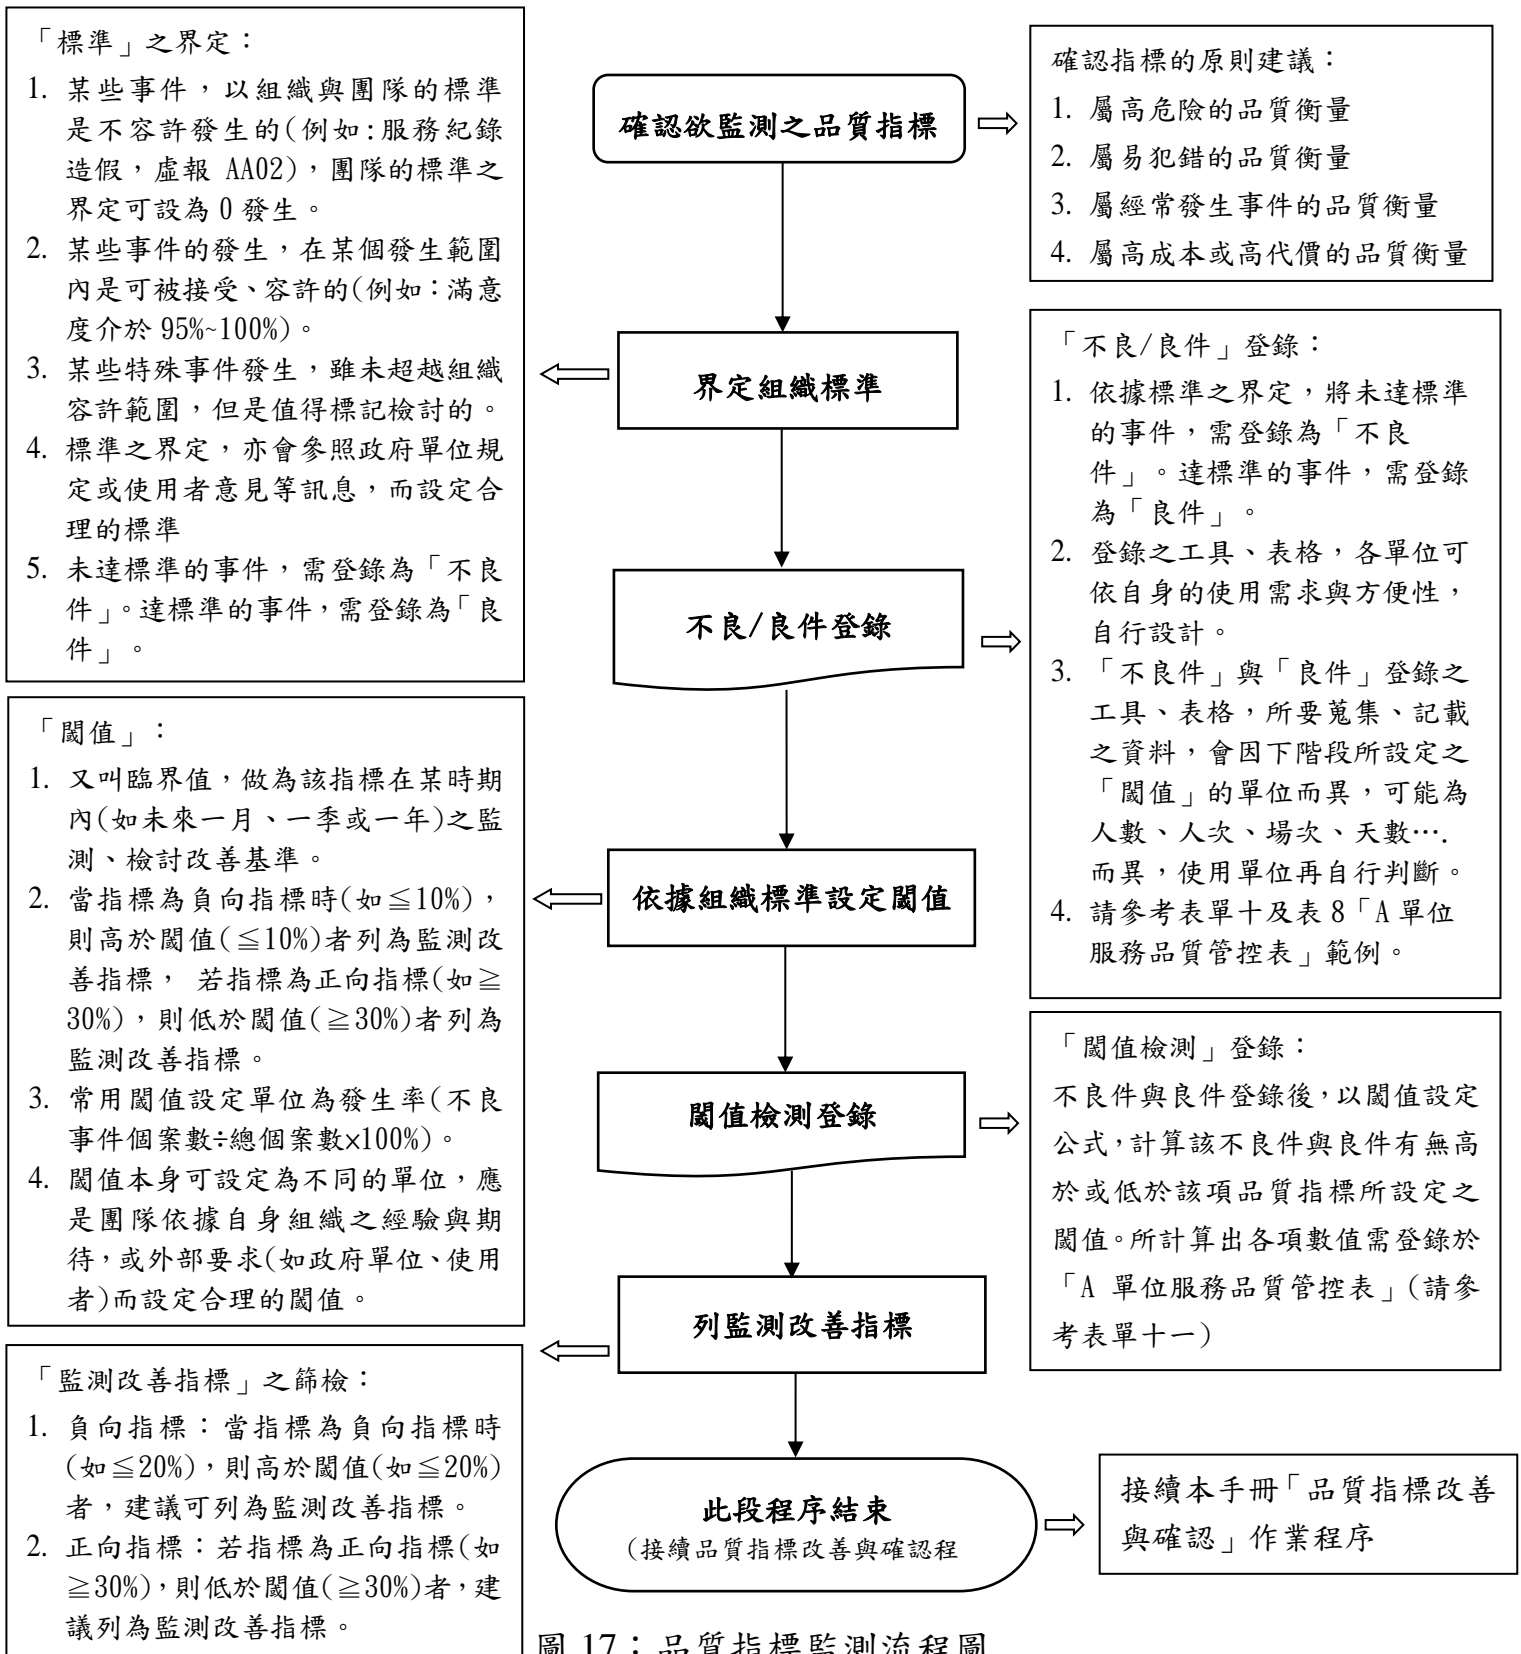 「標準」之界定：
1. 某些事件，以組織與團隊的標準
是不容許發生的(例如:服務紀錄
造假，虛報 AA02)，團隊的標準之
界定可設為 0 發生。
2. 某些事件的發生，在某個發生範圍
內是可被接受、容許的(例如：滿意
度介於 95%~100%)。
3. 某些特殊事件發生，雖未超越組織
容許範圍，但是值得標記檢討的。
4. 標準之界定，亦會參照政府單位規
定或使用者意見等訊息，而設定合
理的標準
5. 未達標準的事件，需登錄為「不良
件」。達標準的事件，需登錄為「良
件」。
「閾值」：
1. 又叫臨界值，做為該指標在某時期
內(如未來一月、一季或一年)之監
測、檢討改善基準。
2. 當指標為負向指標時(如≦10%)，
則高於閾值(≦10%)者列為監測改
善指標， 若指標為正向指標(如≧
30%)，則低於閾值(≧30%)者列為
監測改善指標。
3. 常用閾值設定單位為發生率(不良
事件個案數÷總個案數×100%)。
4. 閾值本身可設定為不同的單位，應
是團隊依據自身組織之經驗與期
待，或外部要求(如政府單位、使用
者)而設定合理的閾值。
「監測改善指標」之篩檢：
1. 負向指標：當指標為負向指標時
(如≦20%)，則高於閾值(如≦20%)
者，建議可列為監測改善指標。
2. 正向指標：若指標為正向指標(如
≧30%)，則低於閾值(≧30%)者，建
議列為監測改善指標。
確認欲監測之品質指標
界定組織標準
不良/良件登錄
依據組織標準設定閾值
閾值檢測登錄
列監測改善指標
此段程序結束
(接續品質指標改善與確認程
確認指標的原則建議：
1. 屬高危險的品質衡量
2. 屬易犯錯的品質衡量
3. 屬經常發生事件的品質衡量
4. 屬高成本或高代價的品質衡量
「不良/良件」登錄：
1. 依據標準之界定，將未達標準
的事件，需登錄為「不良
件」。達標準的事件，需登錄
為「良件」。
2. 登錄之工具、表格，各單位可
依自身的使用需求與方便性，
自行設計。
3. 「不良件」與「良件」登錄之
工具、表格，所要蒐集、記載
之資料，會因下階段所設定之
「閾值」的單位而異，可能為
人數、人次、場次、天數….
而異，使用單位再自行判斷。
4. 請參考表單十及表 8「A 單位
服務品質管控表」範例。
「閾值檢測」登錄：
不良件與良件登錄後，以閾值設定
公式，計算該不良件與良件有無高
於或低於該項品質指標所設定之
閾值。所計算出各項數值需登錄於
「A 單位服務品質管控表」(請參
考表單十一)
接續本手冊「品質指標改善
與確認」作業程序
圖 17：品質指標監測流程圖